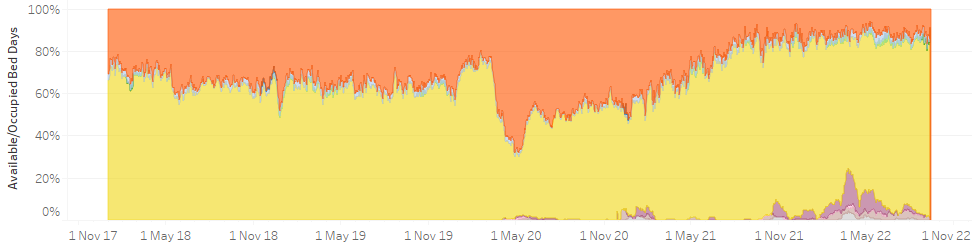 100%
80%
60%
40%
20%
0%
Available/Occupied Bed Days
1 Nov 17
1 May 18
1 Nov 18
1 May 19
1 Nov 19
1 May 20
1 Nov 20
1 May 21
1 Nov 21
1 May 22
1 Nov 22